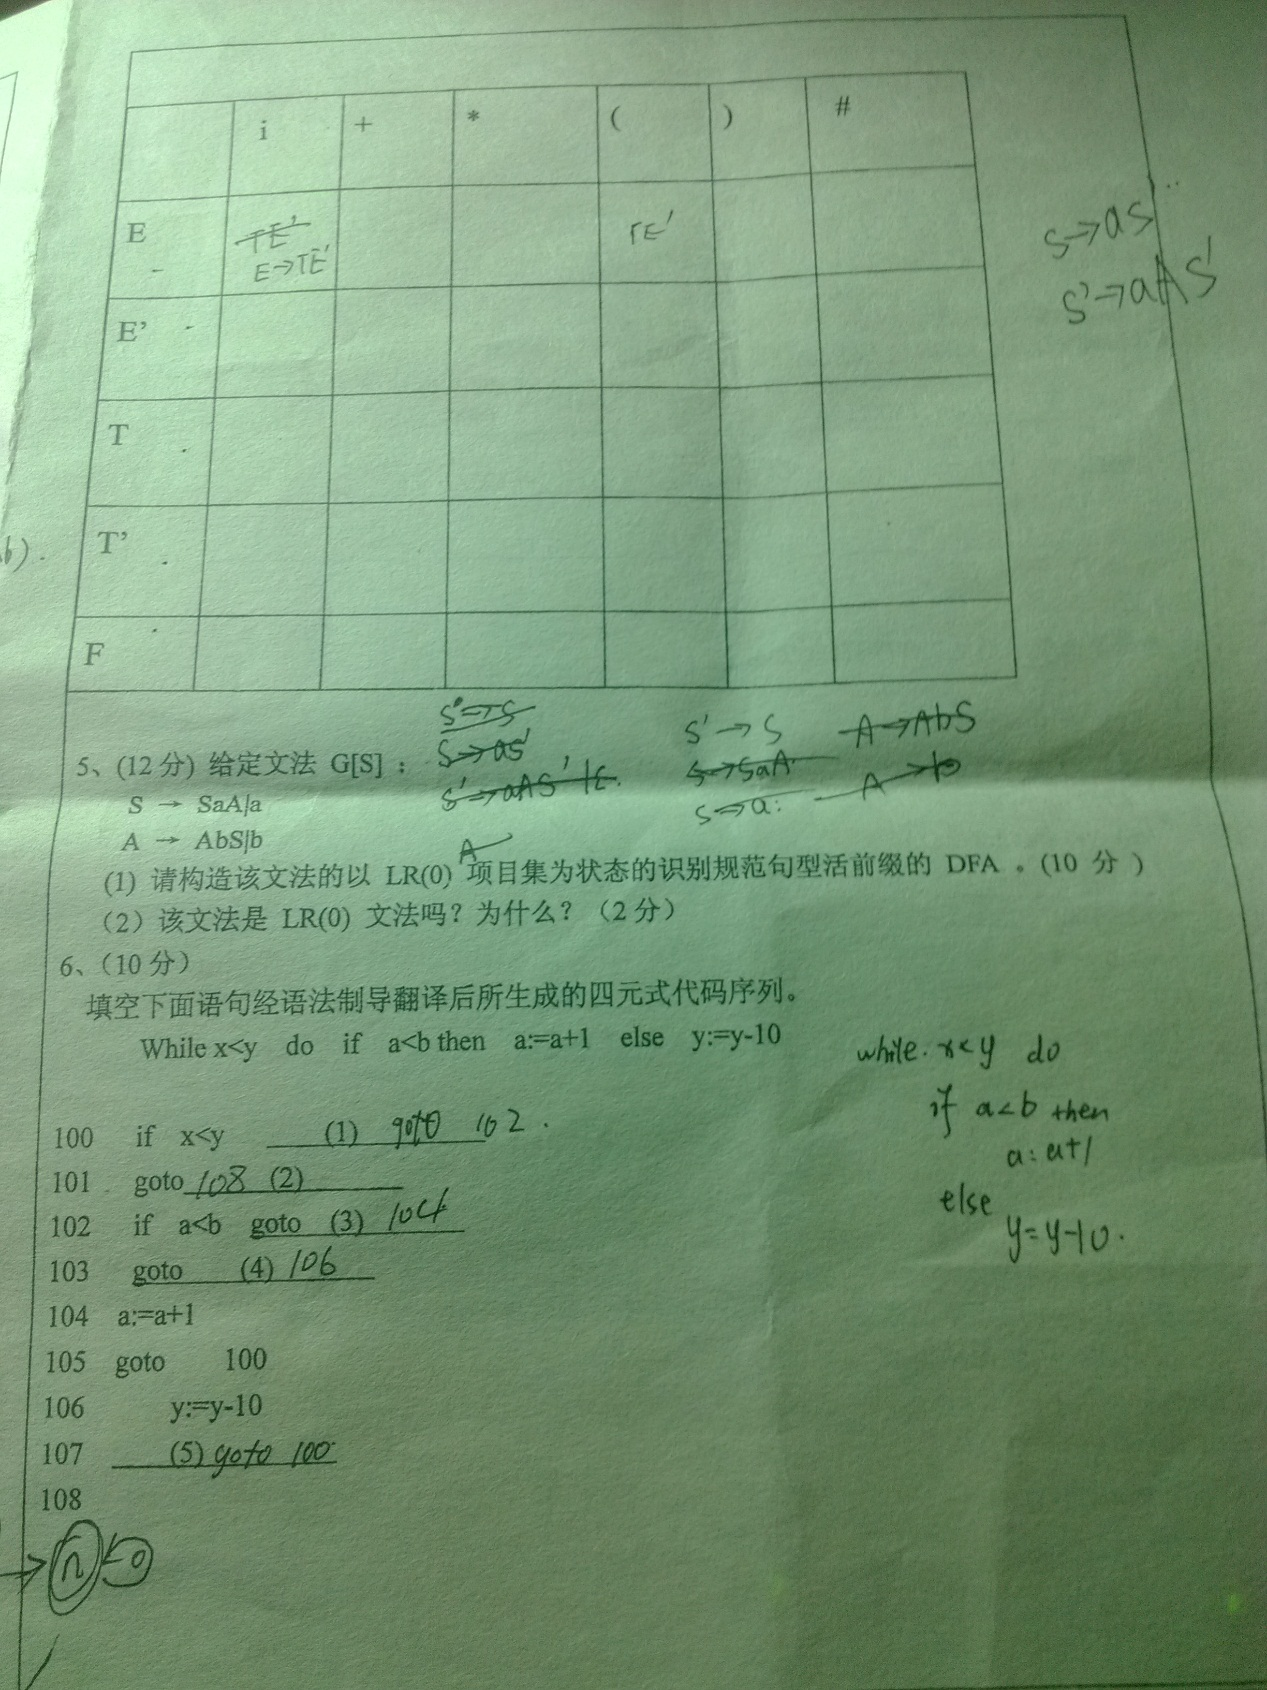 i + * ( ) #
E TE' TE'
E→TE'
E'
T
T'
F
S→aS'
S'→aAS'
b).
S'→S
S→aS'
S'→aAS'|ε.
S'→S A→AbS
S→SaA A→b
S→a
5、(12分) 给定文法 G[S] ：
S → SaA|a
A → AbS|b
A
(1) 请构造该文法的以 LR(0) 项目集为状态的识别规范句型活前缀的 DFA 。(10 分 )
（2）该文法是 LR(0) 文法吗？为什么？（2分）
6、（10分）
填空下面语句经语法制导翻译后所生成的四元式代码序列。
While x<y do if a<b then a:=a+1 else y:=y-10
while. x<y do
if a<b then
a: a+1
else
y=y-10.
100 if x<y (1) goto 102 .
101 goto 108 (2)
102 if a<b goto (3) 104
103 goto (4) 106
104 a:=a+1
105 goto 100
106 y:=y-10
107 (5) goto 100
108
n 0